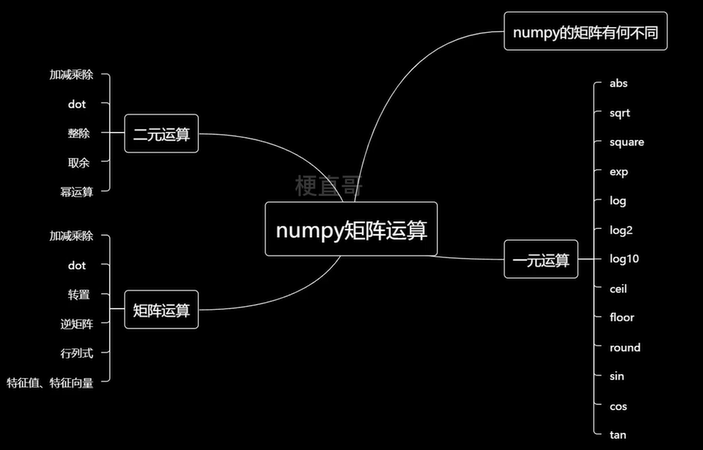 numpy的矩阵有何不同
加减乘除
dot
整除
取余
幂运算
二元运算
梗直哥
numpy矩阵运算
加减乘除
dot
转置
逆矩阵
行列式
特征值、特征向量
矩阵运算
一元运算
abs
sqrt
square
exp
log
log2
log10
ceil
floor
round
sin
cos
tan